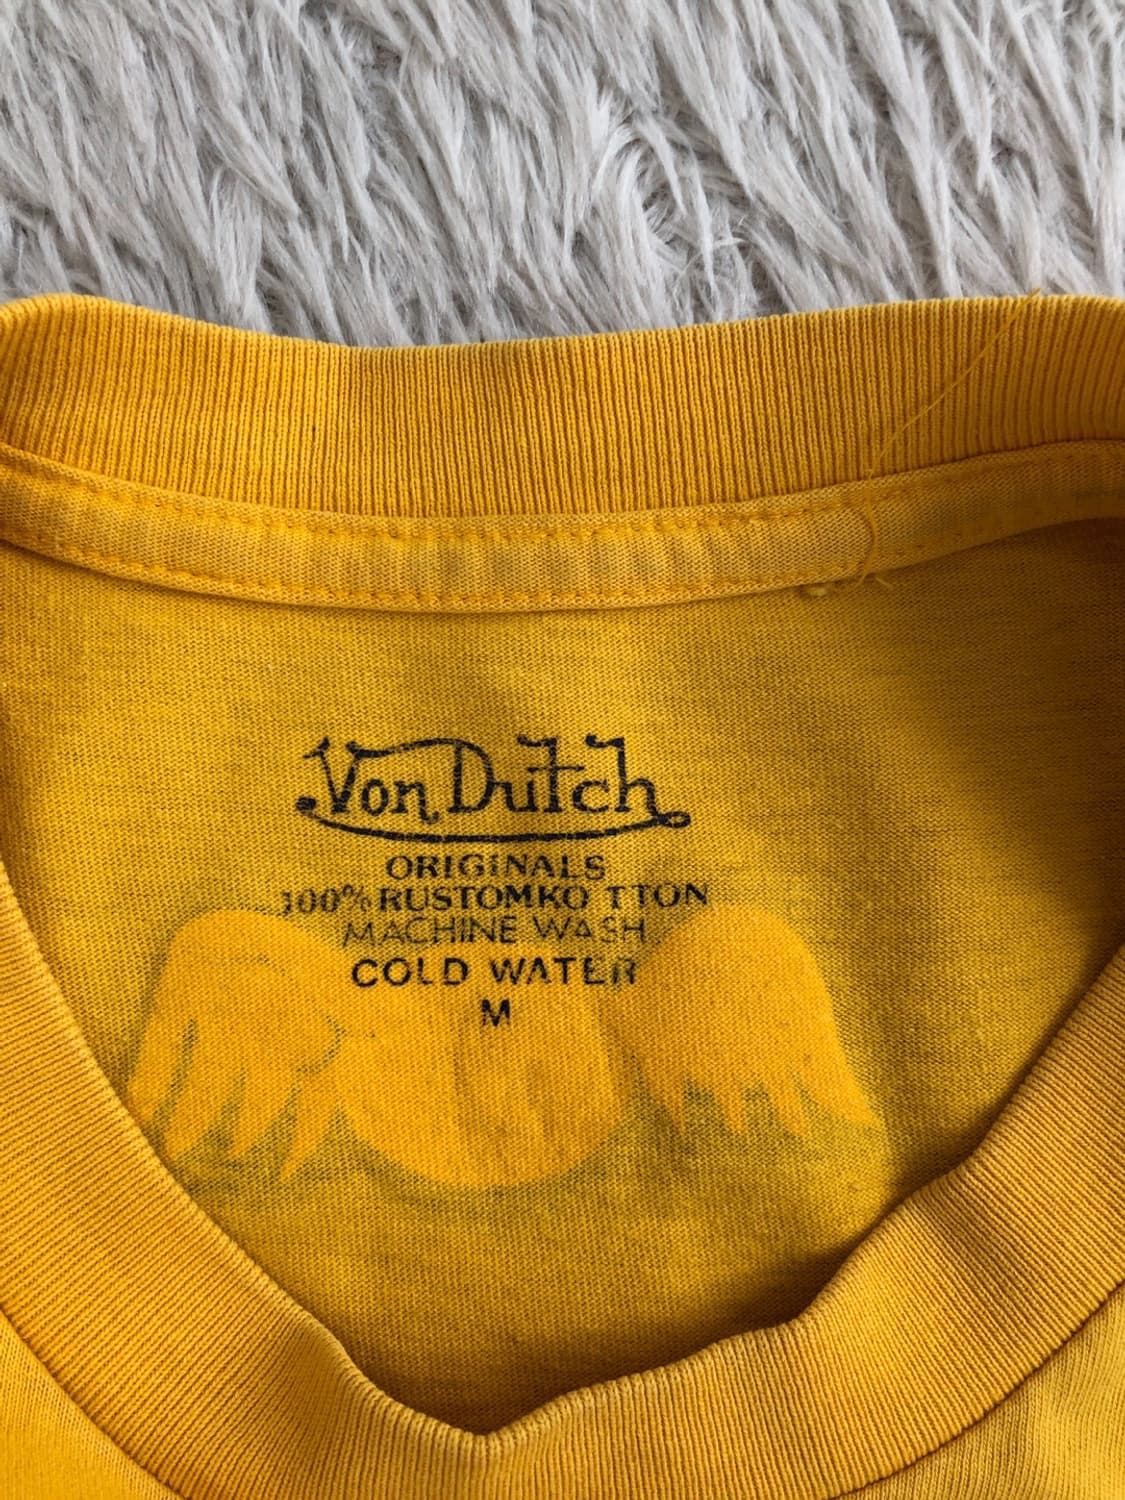 Von Dutch
ORIGINALS
100% RUSTOMKO TTON
MACHINE WASH
COLD WATER
M